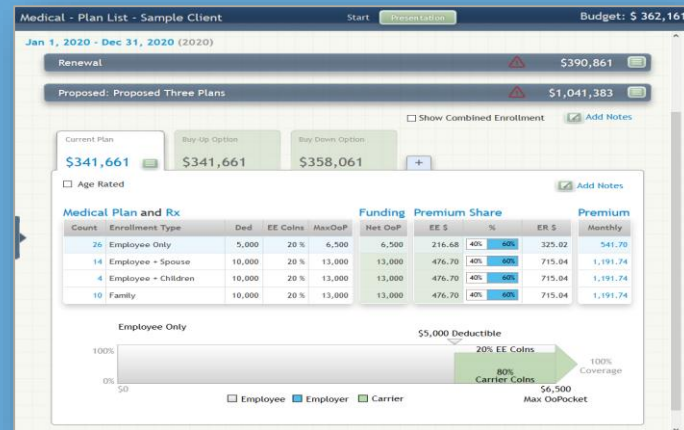 Medical - Plan List - Sample Client Start Presentation Budget: $ 362,161
Jan 1, 2020 - Dec 31, 2020 (2020)
Renewal $390,861
Proposed: Proposed Three Plans $1,041,383
Show Combined Enrollment Add Notes
Current Plan Buy-Up Option Buy Down Option
$341,661 $341,661 $358,061 +
Age Rated Add Notes
Medical Plan and Rx Funding Premium Share Premium
Count Enrollment Type Ded EE CoIns MaxOoP Net OoP EE $ % ER $ Monthly
26 Employee Only 5,000 20 % 6,500 6,500 216.68 40% 60% 325.02 541.70
14 Employee + Spouse 10,000 20 % 13,000 13,000 476.70 40% 60% 715.04 1,191.74
4 Employee + Children 10,000 20 % 13,000 13,000 476.70 40% 60% 715.04 1,191.74
10 Family 10,000 20 % 13,000 13,000 476.70 40% 60% 715.04 1,191.74
Employee Only
$5,000 Deductible
100% 20% EE CoIns
100%
80% Coverage
0% Carrier CoIns
$0 $6,500
Employee Employer Carrier Max OoPocket